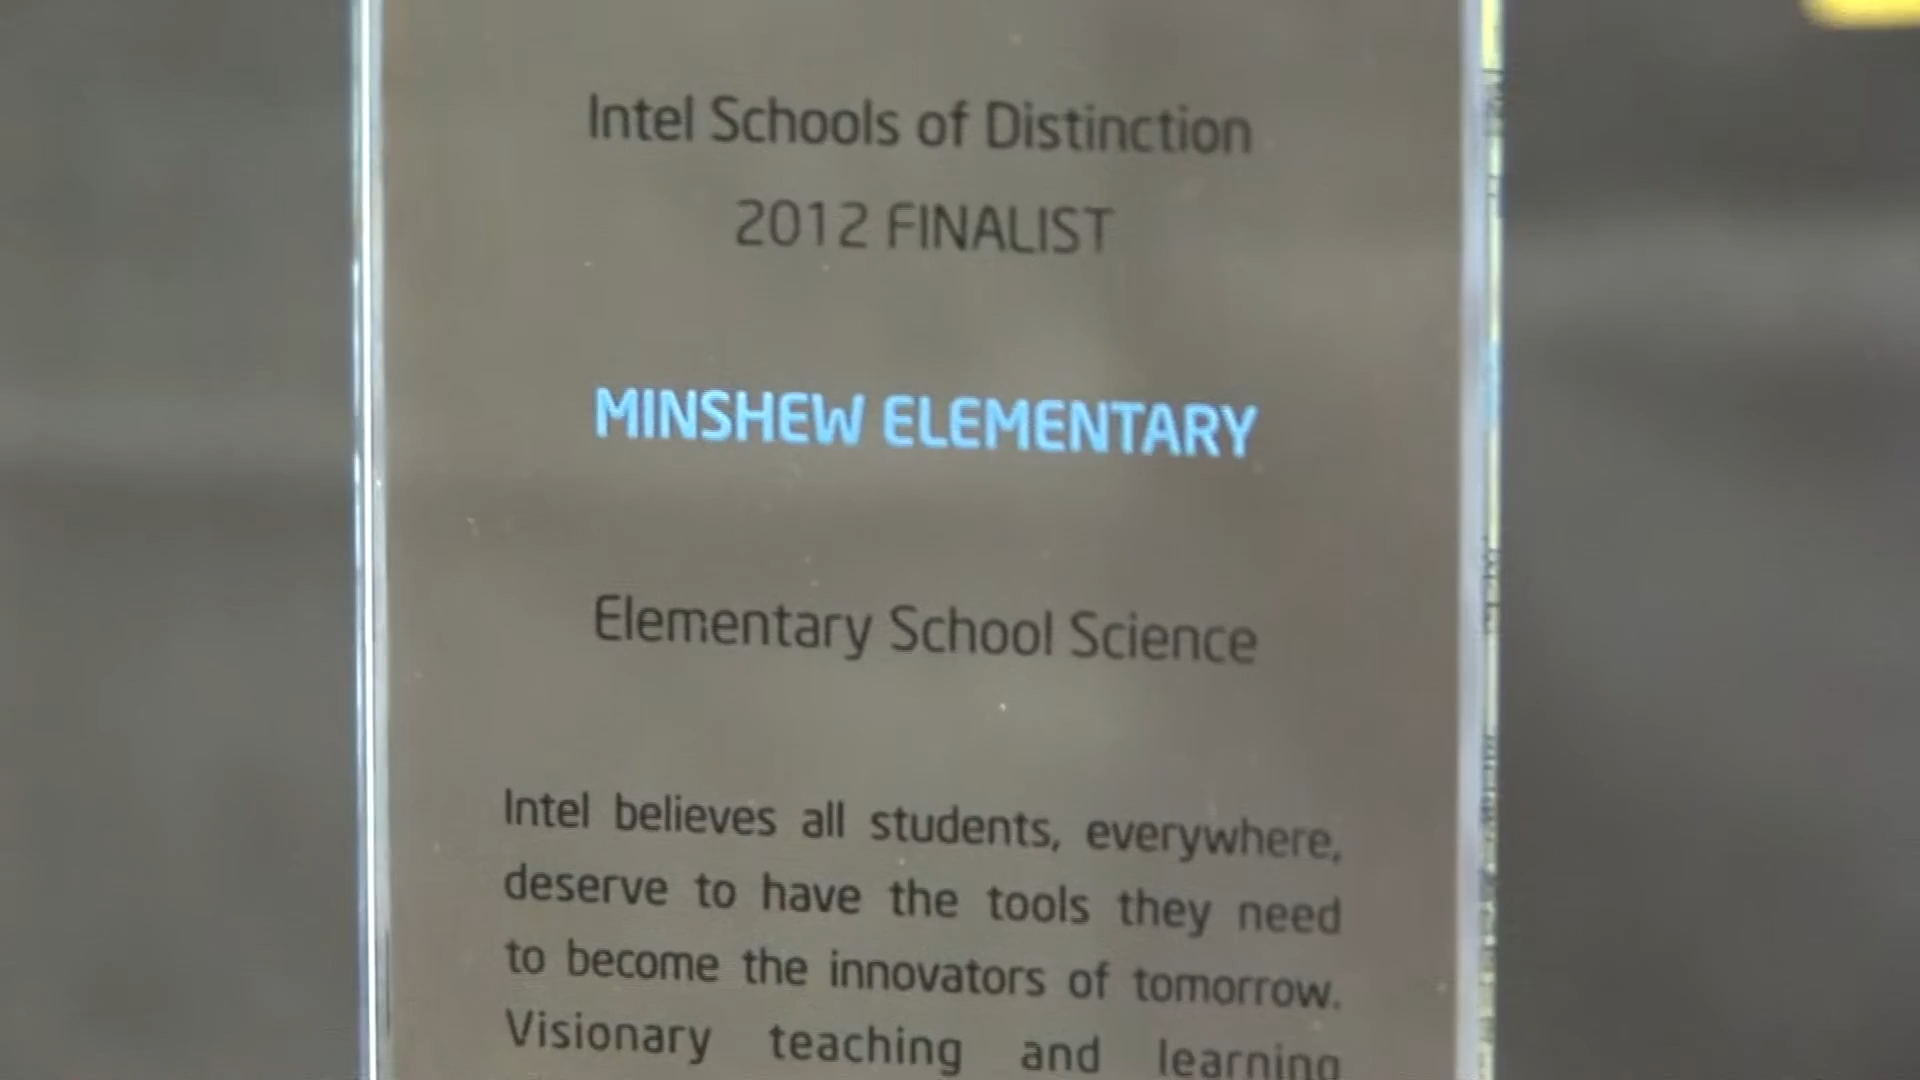 Intel Schools of Distinction
2012 FINALIST
MINSHEW ELEMENTARY
Elementary School Science
Intel believes all students, everywhere,
deserve to have the tools they need
to become the innovators of tomorrow.
Visionary teaching and learning